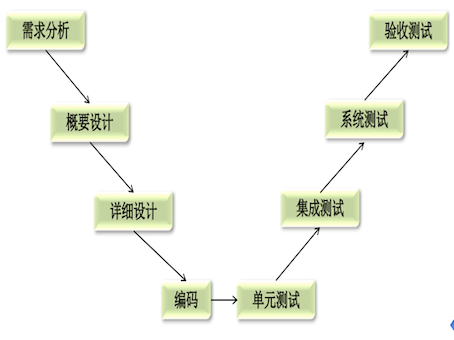 需求分析
验收测试
概要设计
系统测试
详细设计
集成测试
编码
单元测试